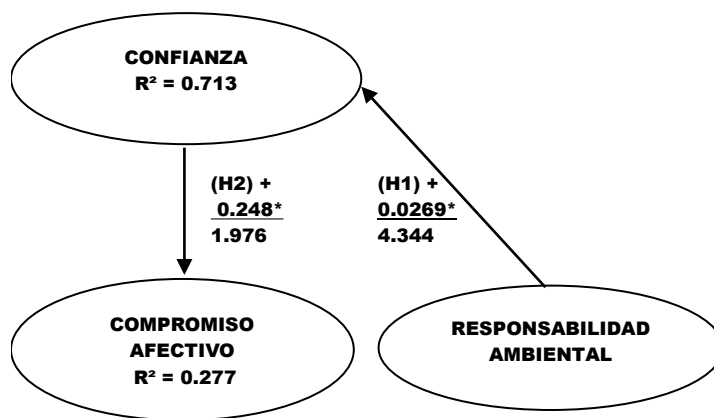 CONFIANZA
R² = 0.713
(H2) +
0.248*
1.976
(H1) +
0.0269*
4.344
COMPROMISO
AFECTIVO
R² = 0.277
RESPONSABILIDAD
AMBIENTAL